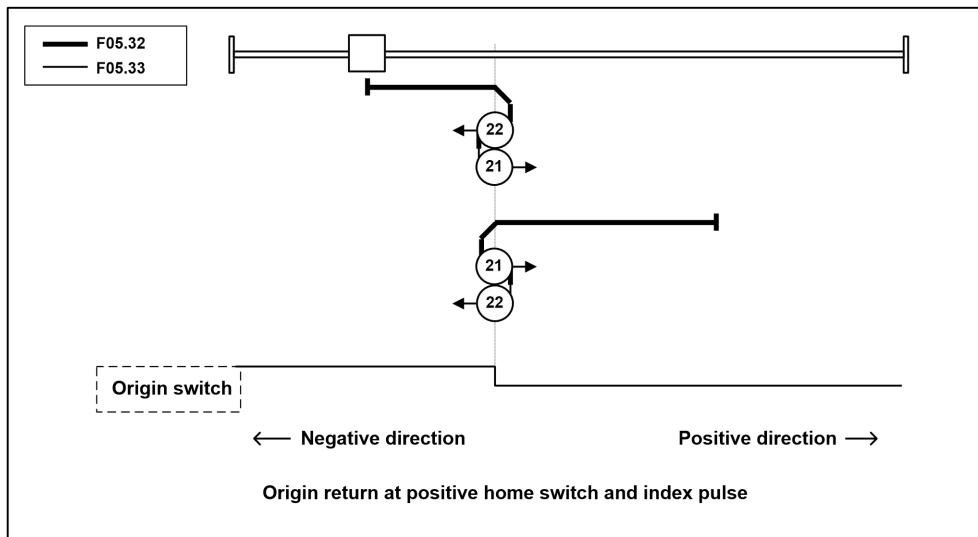 F05.32
F05.33
22
21
21
22
Origin switch
Negative direction
Positive direction
Origin return at positive home switch and index pulse